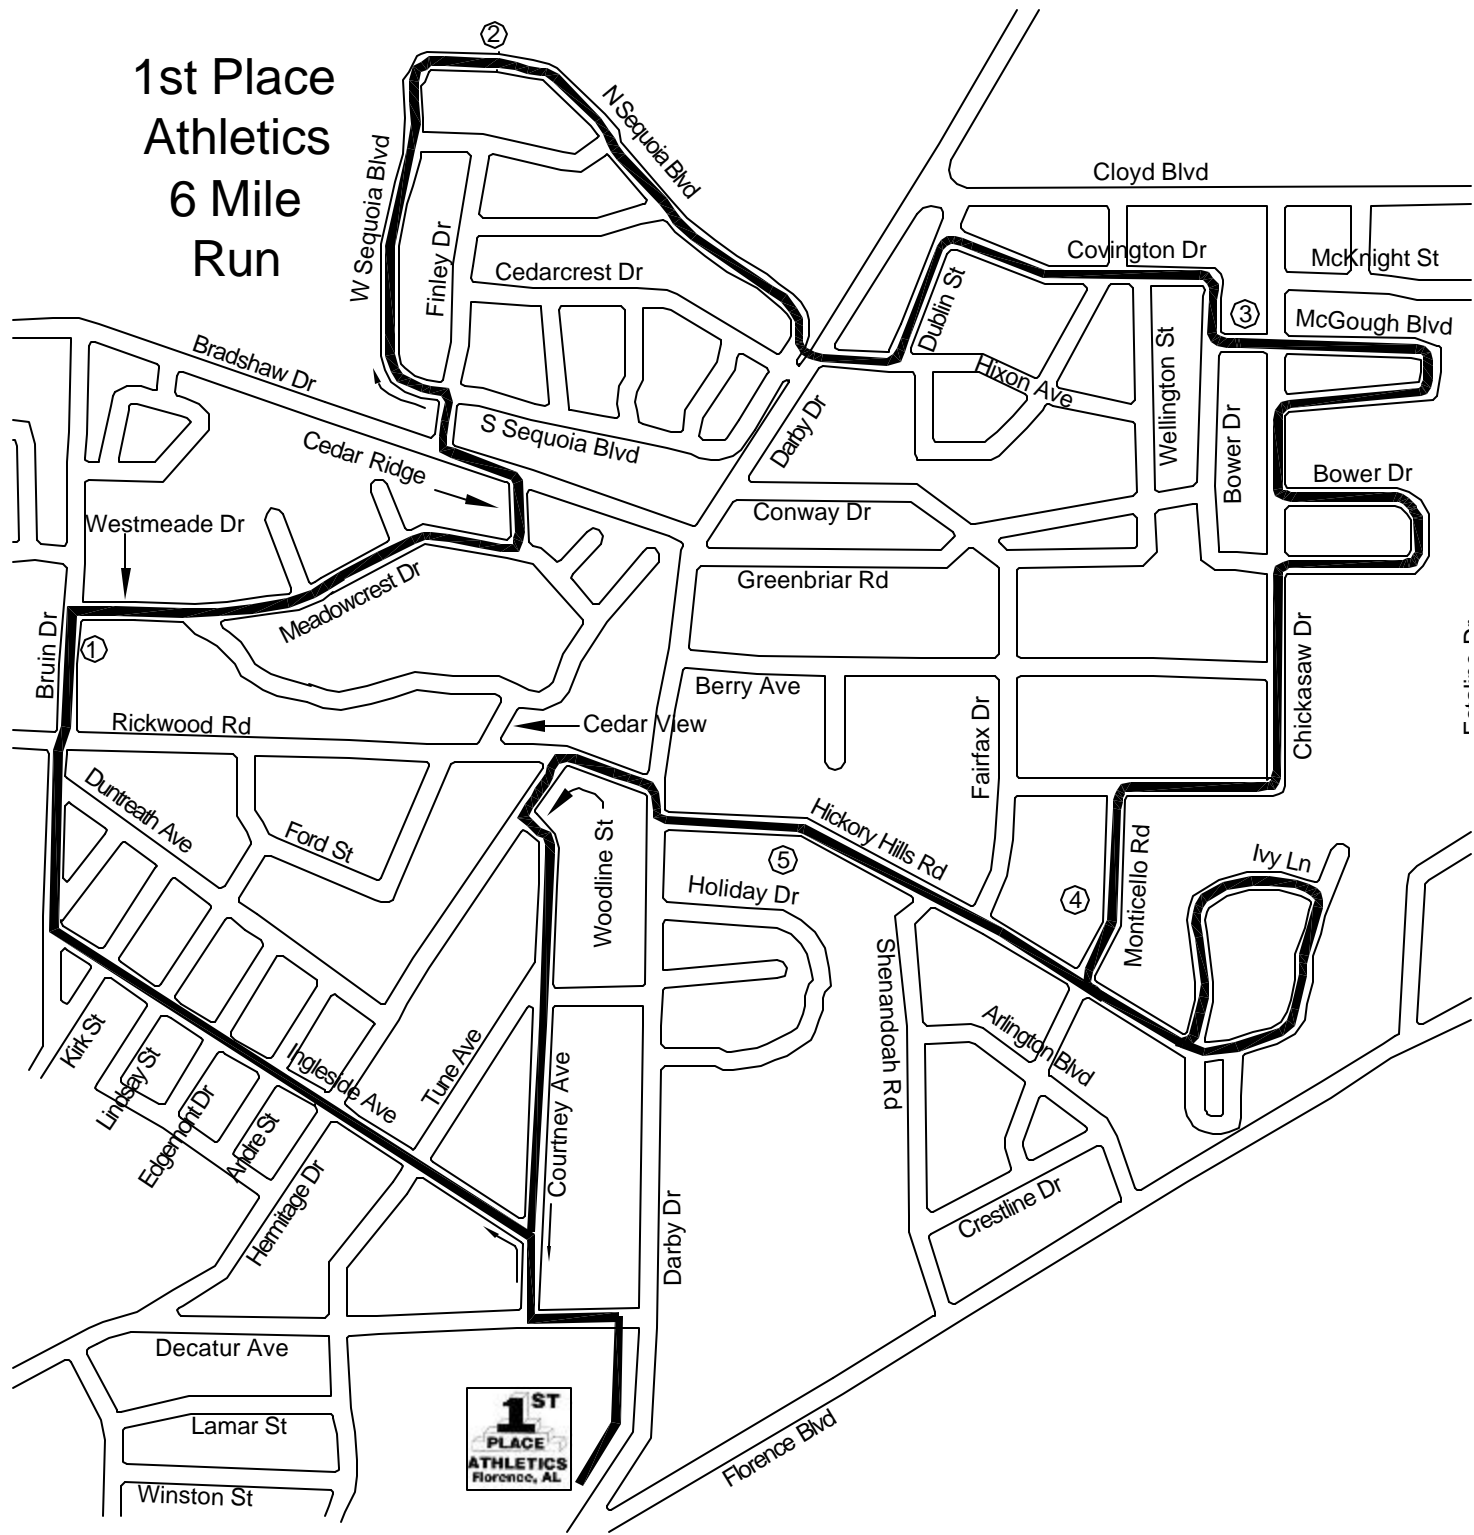 1st Place
Athletics
6 Mile
Run
2
N Sequoia Blvd
W Sequoia Blvd
Finley Dr
Cedarcrest Dr
Cloyd Blvd
Covington Dr
McKnight St
Dublin St
3
McGough Blvd
Bradshaw Dr
Hixon Ave
Wellington St
Bower Dr
S Sequoia Blvd
Darby Dr
Cedar Ridge
Bower Dr
Westmeade Dr
Conway Dr
Greenbriar Rd
Meadowcrest Dr
Bruin Dr
1
Chickasaw Dr
Berry Ave
Rickwood Rd
Cedar View
Fairfax Dr
Duntreath Ave
Ford St
Woodline St
Hickory Hills Rd
5
Holiday Dr
4
Monticello Rd
Ivy Ln
Shenandoah Rd
Arlington Blvd
Kirk St
Lindsay St
Edgemont Dr
Andre St
Ingleside Ave
Tune Ave
Courtney Ave
Hermitage Dr
Darby Dr
Crestline Dr
Decatur Ave
Lamar St
Winston St
1ST
PLACE
ATHLETICS
Florence, AL
Florence Blvd